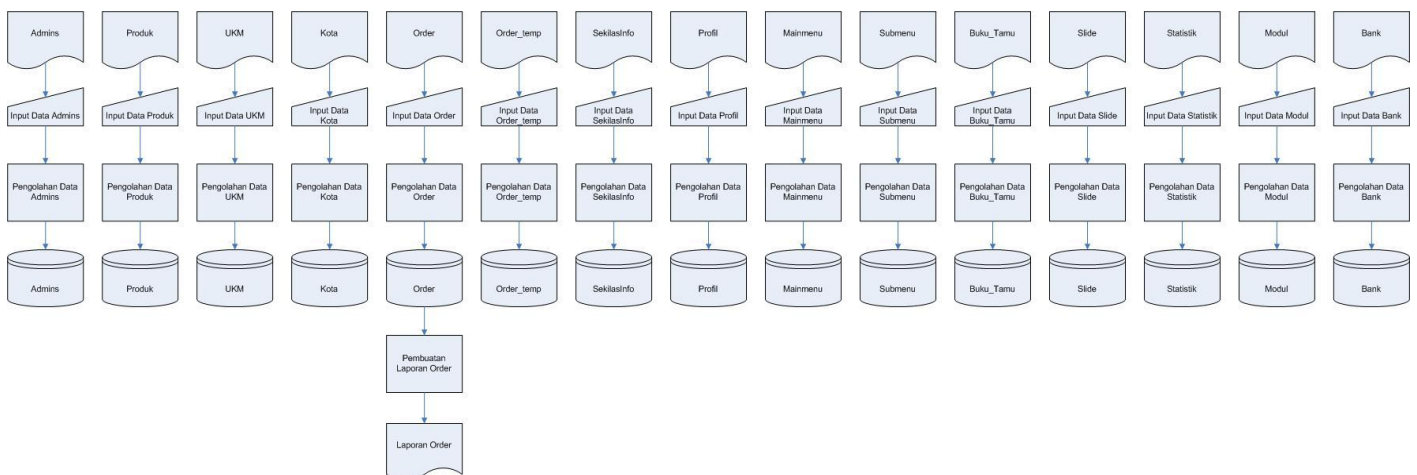 Admins
Produk
UKM
Kota
Order
Order_temp
SekilasInfo
Profil
Mainmenu
Submenu
Buku_Tamu
Slide
Statistik
Modul
Bank
Input Data Admins
Input Data Produk
Input Data UKM
Input Data
Kota
Input Data Order
Input Data
Order_temp
Input Data
SekilasInfo
Input Data Profil
Input Data
Mainmenu
Input Data
Submenu
Input Data
Buku_Tamu
Input Data Slide
Input Data Statistik
Input Data Modul
Input Data Bank
Pengolahan Data
Admins
Pengolahan Data
Produk
Pengolahan Data
UKM
Pengolahan Data
Kota
Pengolahan Data
Order
Pengolahan Data
Order_temp
Pengolahan Data
SekilasInfo
Pengolahan Data
Profil
Pengolahan Data
Mainmenu
Pengolahan Data
Submenu
Pengolahan Data
Buku_Tamu
Pengolahan Data
Slide
Pengolahan Data
Statistik
Pengolahan Data
Modul
Pengolahan Data
Bank
Admins
Produk
UKM
Kota
Order
Order_temp
SekilasInfo
Profil
Mainmenu
Submenu
Buku_Tamu
Slide
Statistik
Modul
Bank
Pembuatan
Laporan Order
Laporan Order